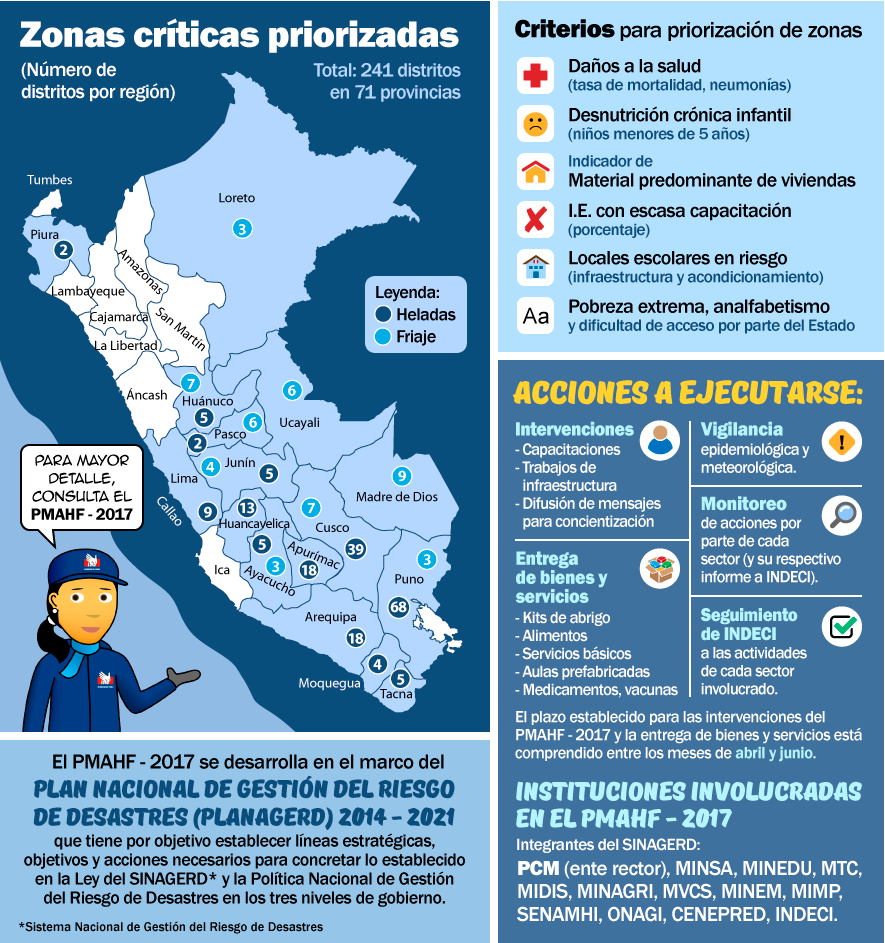 Zonas críticas priorizadas
(Número de
distritos por región)
Total: 241 distritos
en 71 provincias
Tumbes
Loreto
3
Piura
2
Amazonas
Lambayeque
San Martín
Cajamarca
La Libertad
Leyenda:
Heladas
Friaje
Áncash
7
Huánuco
5
6
Ucayali
Pasco
6
2
Lima
4
Junín
5
9
Madre de Dios
Callao
9
13
Huancavelica
7
Cusco
5
Apurímac
39
18
Ica
3
Ayacucho
3
Puno
68
Arequipa
18
4
5
Moquegua
Tacna
PARA MAYOR
DETALLE,
CONSULTA EL
PMAHF - 2017
El PMAHF - 2017 se desarrolla en el marco del
PLAN NACIONAL DE GESTIÓN DEL RIESGO
DE DESASTRES (PLANAGERD) 2014 – 2021
que tiene por objetivo establecer líneas estratégicas,
objetivos y acciones necesarios para concretar lo establecido
en la Ley del SINAGERD* y la Política Nacional de Gestión
del Riesgo de Desastres en los tres niveles de gobierno.
*Sistema Nacional de Gestión del Riesgo de Desastres
Criterios para priorización de zonas
Daños a la salud
(tasa de mortalidad, neumonías)
Desnutrición crónica infantil
(niños menores de 5 años)
Indicador de
Material predominante de viviendas
I.E. con escasa capacitación
(porcentaje)
Locales escolares en riesgo
(infraestructura y acondicionamiento)
Aa
Pobreza extrema, analfabetismo
y dificultad de acceso por parte del Estado
ACCIONES A EJECUTARSE:
Intervenciones
- Capacitaciones
- Trabajos de
infraestructura
- Difusión de mensajes
para concientización
Entrega
de bienes y
servicios
- Kits de abrigo
- Alimentos
- Servicios básicos
- Aulas prefabricadas
- Medicamentos, vacunas
Vigilancia
epidemiológica y
meteorológica.
Monitoreo
de acciones por
parte de cada
sector (y su respectivo
informe a INDECI).
Seguimiento
de INDECI
a las actividades
de cada sector
involucrado.
El plazo establecido para las intervenciones del
PMAHF - 2017 y la entrega de bienes y servicios está
comprendido entre los meses de abril y junio.
INSTITUCIONES INVOLUCRADAS
EN EL PMAHF – 2017
Integrantes del SINAGERD:
PCM (ente rector), MINSA, MINEDU, MTC,
MIDIS, MINAGRI, MVCS, MINEM, MIMP,
SENAMHI, ONAGI, CENEPRED, INDECI.